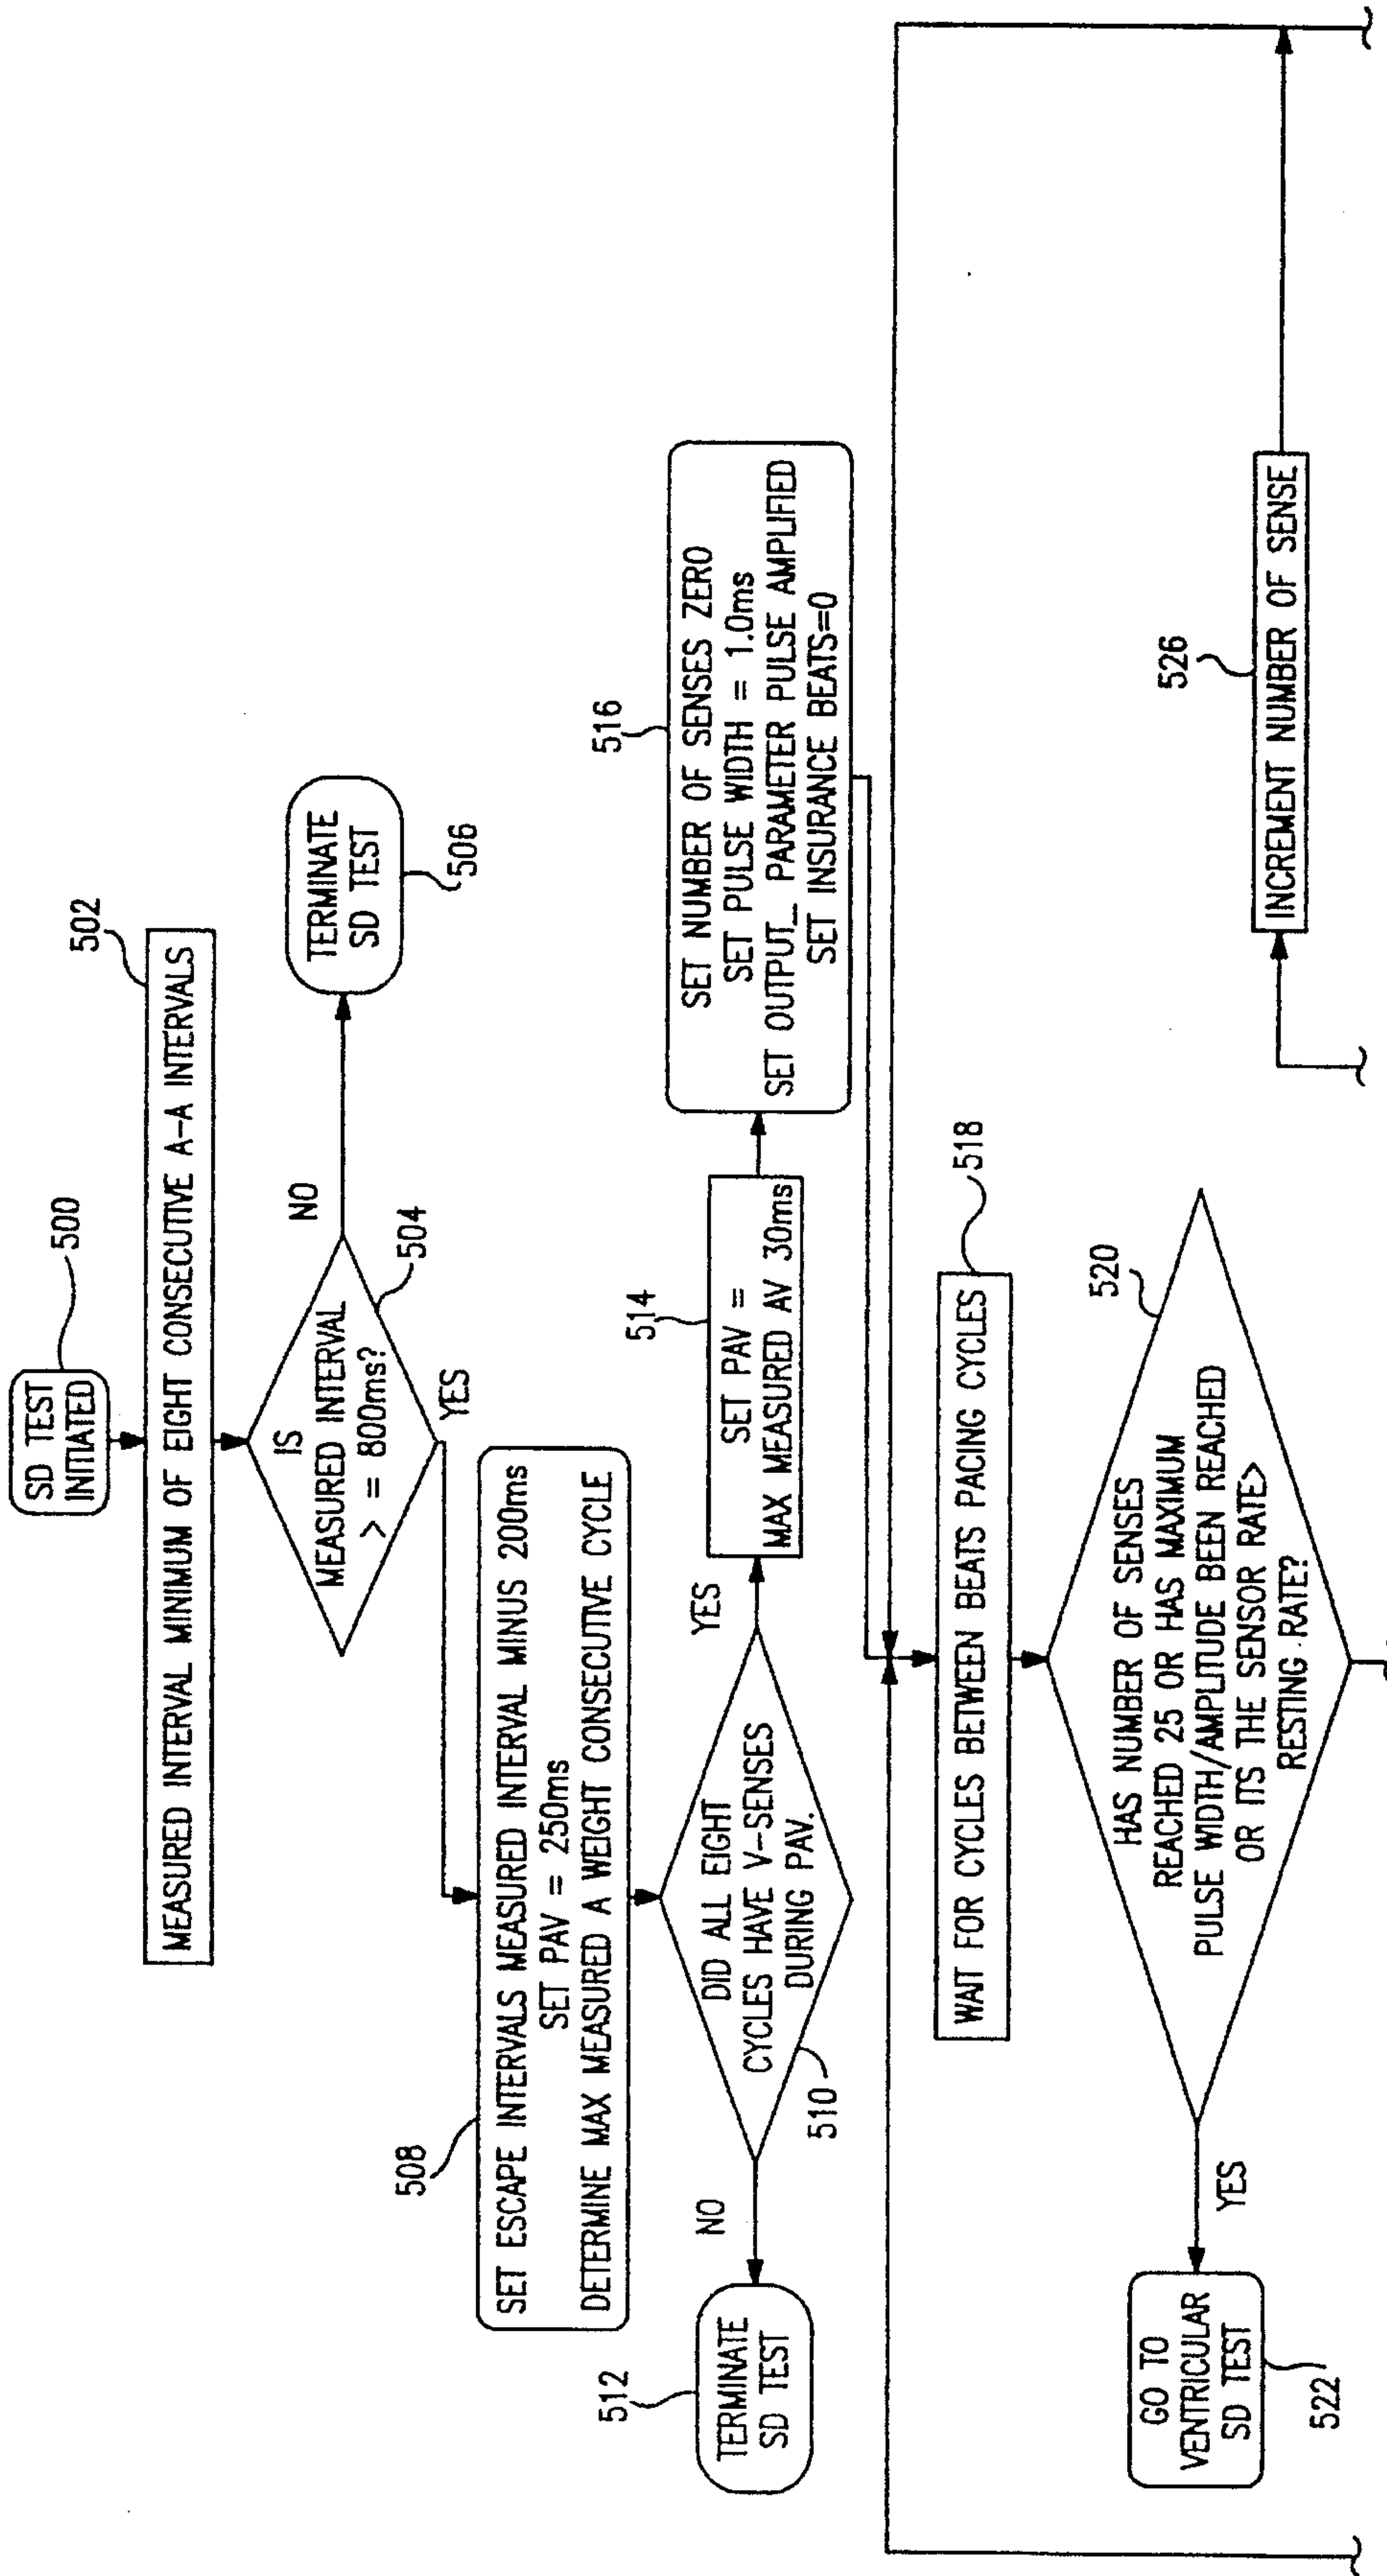 SD TEST
INITIATED
500
MEASURED INTERVAL MINIMUM OF EIGHT CONSECUTIVE A-A INTERVALS
502
IS
MEASURED INTERVAL
> = 800ms?
504
NO
TERMINATE
SD TEST
506
YES
508
SET ESCAPE INTERVALS MEASURED INTERVAL MINUS 200ms
SET PAV = 250ms
DETERMINE MAX MEASURED A WEIGHT CONSECUTIVE CYCLE
DID ALL EIGHT
CYCLES HAVE V-SENSES
DURING PAV.
510
NO
TERMINATE
SD TEST
512
YES
514
SET PAV =
MAX MEASURED AV 30ms
516
SET NUMBER OF SENSES ZERO
SET PULSE WIDTH = 1.0ms
SET OUTPUT_ PARAMETER PULSE AMPLIFIED
SET INSURANCE BEATS=0
WAIT FOR CYCLES BETWEEN BEATS PACING CYCLES
518
520
HAS NUMBER OF SENSES
REACHED 25 OR HAS MAXIMUM
PULSE WIDTH/AMPLITUDE BEEN REACHED
OR ITS THE SENSOR RATE>
RESTING RATE?
YES
GO TO
VENTRICULAR
SD TEST
522
526
INCREMENT NUMBER OF SENSE